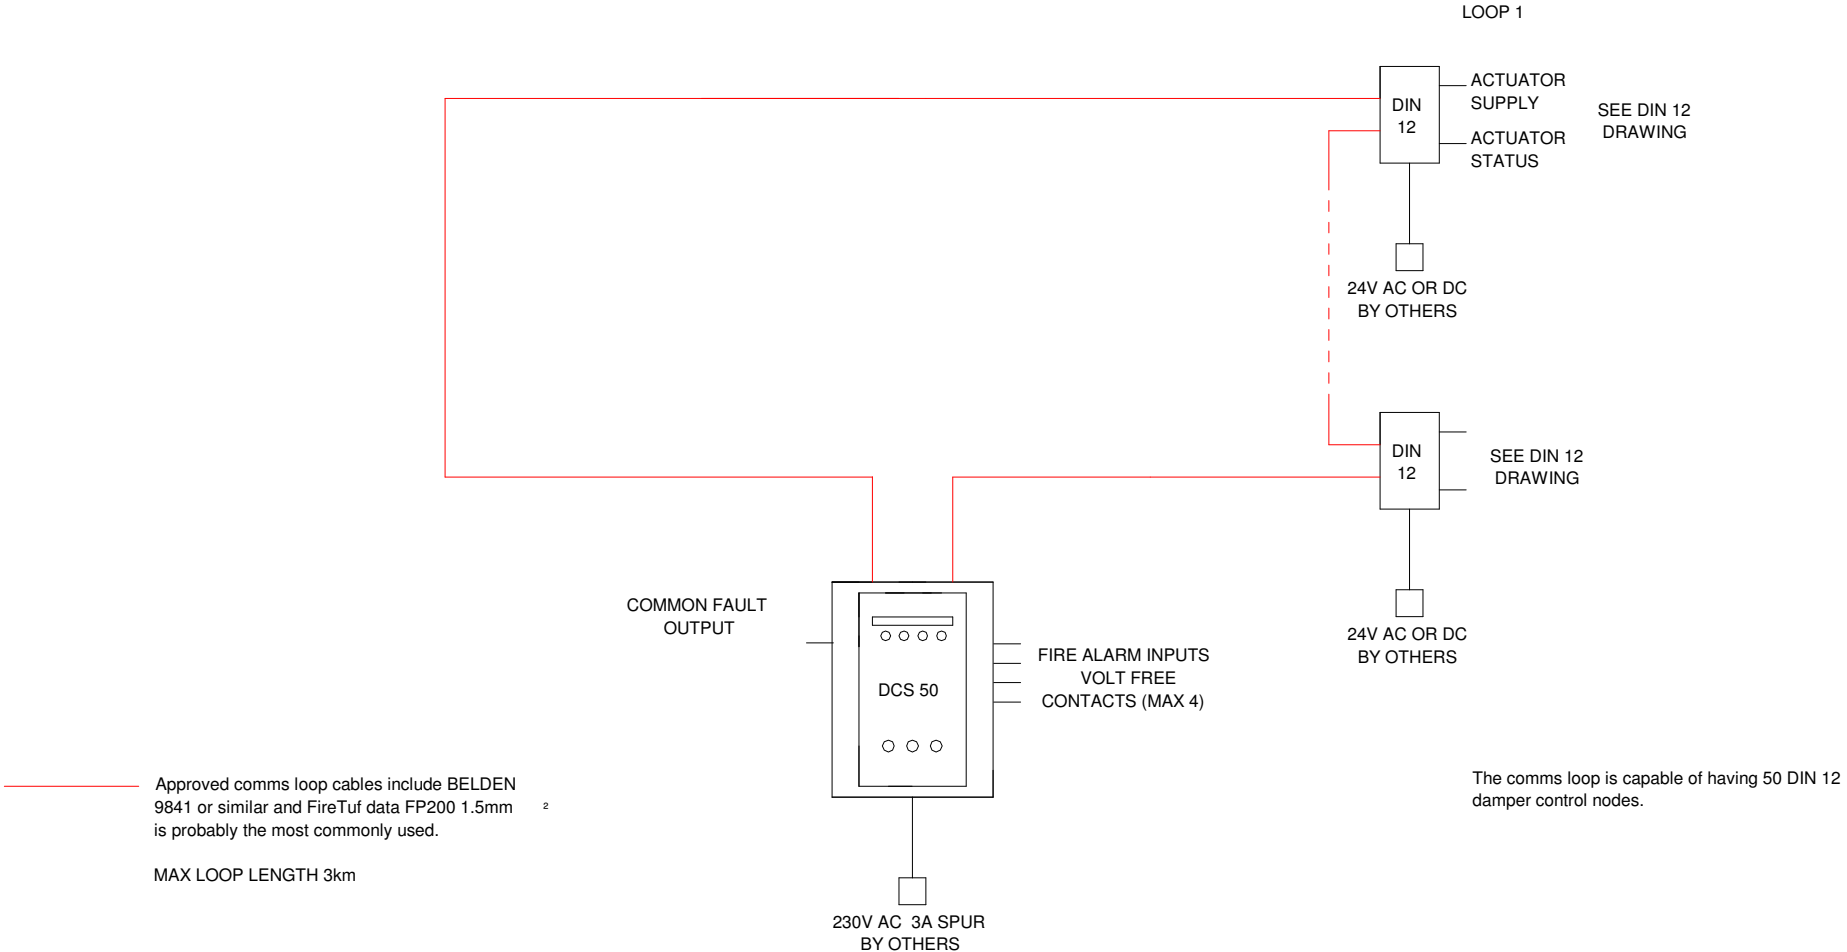 LOOP 1
ACTUATOR
SUPPLY
DIN
12
SEE DIN 12
DRAWING
ACTUATOR
STATUS
24V AC OR DC
BY OTHERS
DIN
12
SEE DIN 12
DRAWING
24V AC OR DC
BY OTHERS
COMMON FAULT
OUTPUT
DCS 50
FIRE ALARM INPUTS
VOLT FREE
CONTACTS (MAX 4)
Approved comms loop cables include BELDEN
9841 or similar and FireTuf data FP200 1.5mm ²
is probably the most commonly used.
MAX LOOP LENGTH 3km
The comms loop is capable of having 50 DIN 12
damper control nodes.
230V AC 3A SPUR
BY OTHERS